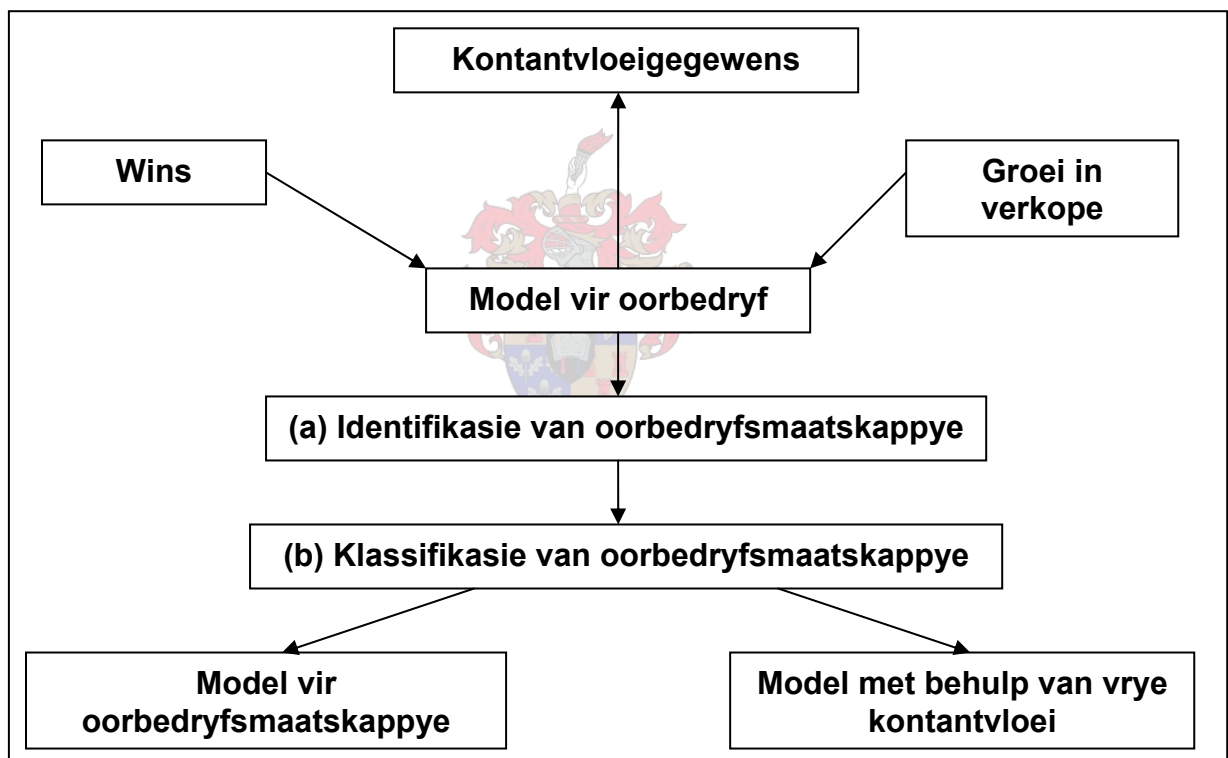 Kontantvloeigegewens
Wins
Groei in
verkope
Model vir oorbedryf
(a) Identifikasie van oorbedryfsmaatskappye
(b) Klassifikasie van oorbedryfsmaatskappye
Model vir
oorbedryfsmaatskappye
Model met behulp van vrye
kontantvloei